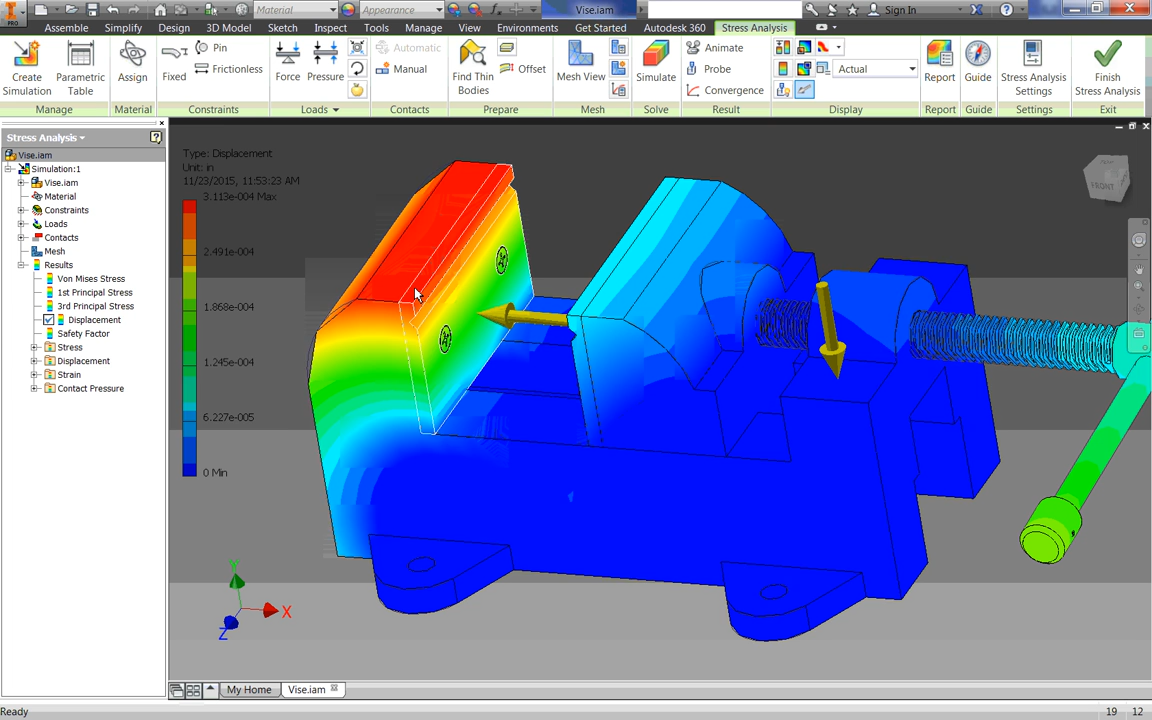 Material
Appearance
Vise.iam
Sign In
PRO
Assembly Simplify Design 3D Model Sketch Inspect Tools Manage View Environments Get Started Autodesk 360 Stress Analysis
Create Simulation
Parametric Table
Assign
Fixed
Pin
Frictionless
Force
Pressure
Automatic
Manual
Find Thin Bodies
Offset
Mesh View
Simulate
Animate
Probe
Convergence
Actual
Report
Guide
Stress Analysis Settings
Finish Stress Analysis
Manage Material Constraints Loads Contacts Prepare Mesh Solve Result Display Report Guide Settings Exit
Stress Analysis
Vise.iam
Simulation:1
Vise.iam
Material
Constraints
Loads
Contacts
Mesh
Results
Von Mises Stress
1st Principal Stress
3rd Principal Stress
Displacement
Safety Factor
Stress
Displacement
Strain
Contact Pressure
Type: Displacement
Unit: in
11/23/2015, 11:53:23 AM
3.113e-004 Max
2.491e-004
1.868e-004
1.245e-004
6.227e-005
0 Min
FRONT
Y
X
Z
My Home
Vise.iam
Ready
19 12